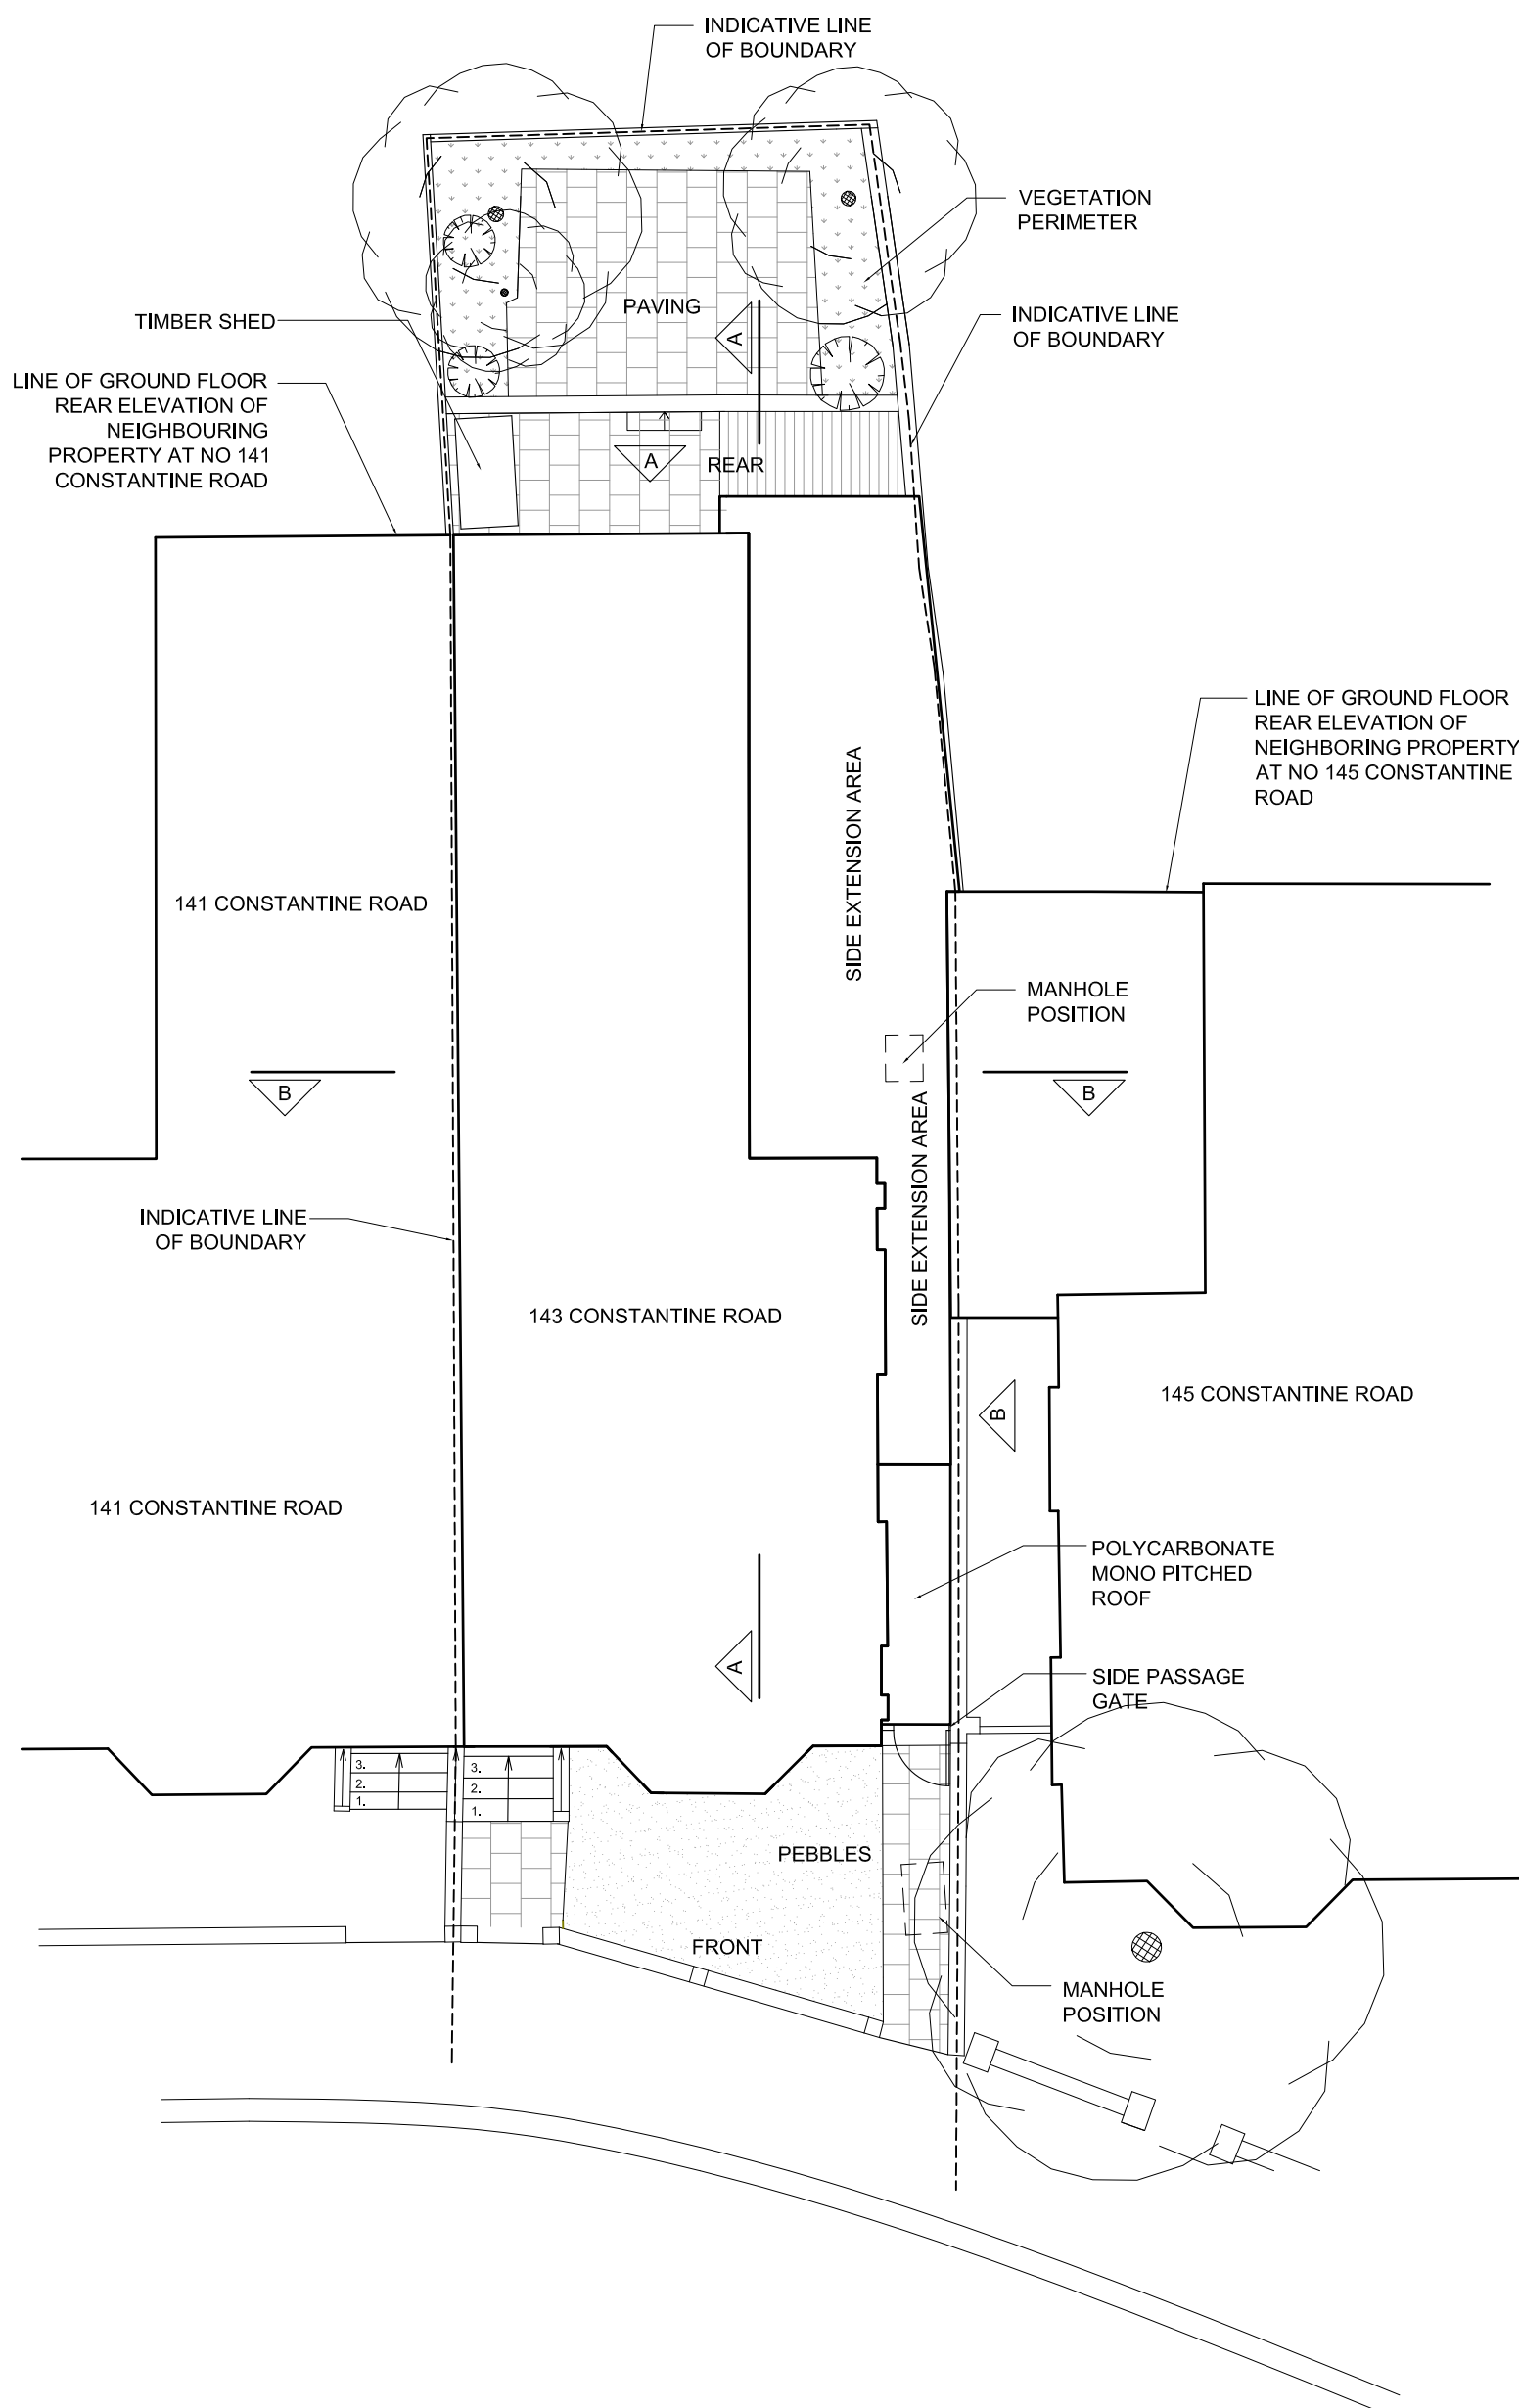 INDICATIVE LINE
OF BOUNDARY
VEGETATION
PERIMETER
PAVING
A
INDICATIVE LINE
OF BOUNDARY
TIMBER SHED
LINE OF GROUND FLOOR
REAR ELEVATION OF
NEIGHBOURING
PROPERTY AT NO 141
CONSTANTINE ROAD
A
REAR
LINE OF GROUND FLOOR
REAR ELEVATION OF
NEIGHBORING PROPERTY
AT NO 145 CONSTANTINE
ROAD
SIDE EXTENSION AREA
141 CONSTANTINE ROAD
MANHOLE
POSITION
B
B
SIDE EXTENSION AREA
INDICATIVE LINE
OF BOUNDARY
143 CONSTANTINE ROAD
145 CONSTANTINE ROAD
B
141 CONSTANTINE ROAD
POLYCARBONATE
MONO PITCHED
ROOF
A
SIDE PASSAGE
GATE
3.
2.
1.
3.
2.
1.
PEBBLES
FRONT
MANHOLE
POSITION